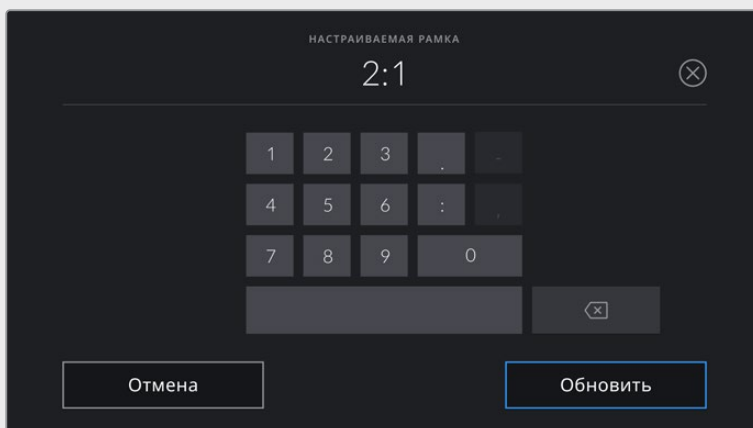 НАСТРАИВАЕМАЯ РАМКА
2:1
1 2 3 . -
4 5 6 : ,
7 8 9 0
Отмена Обновить